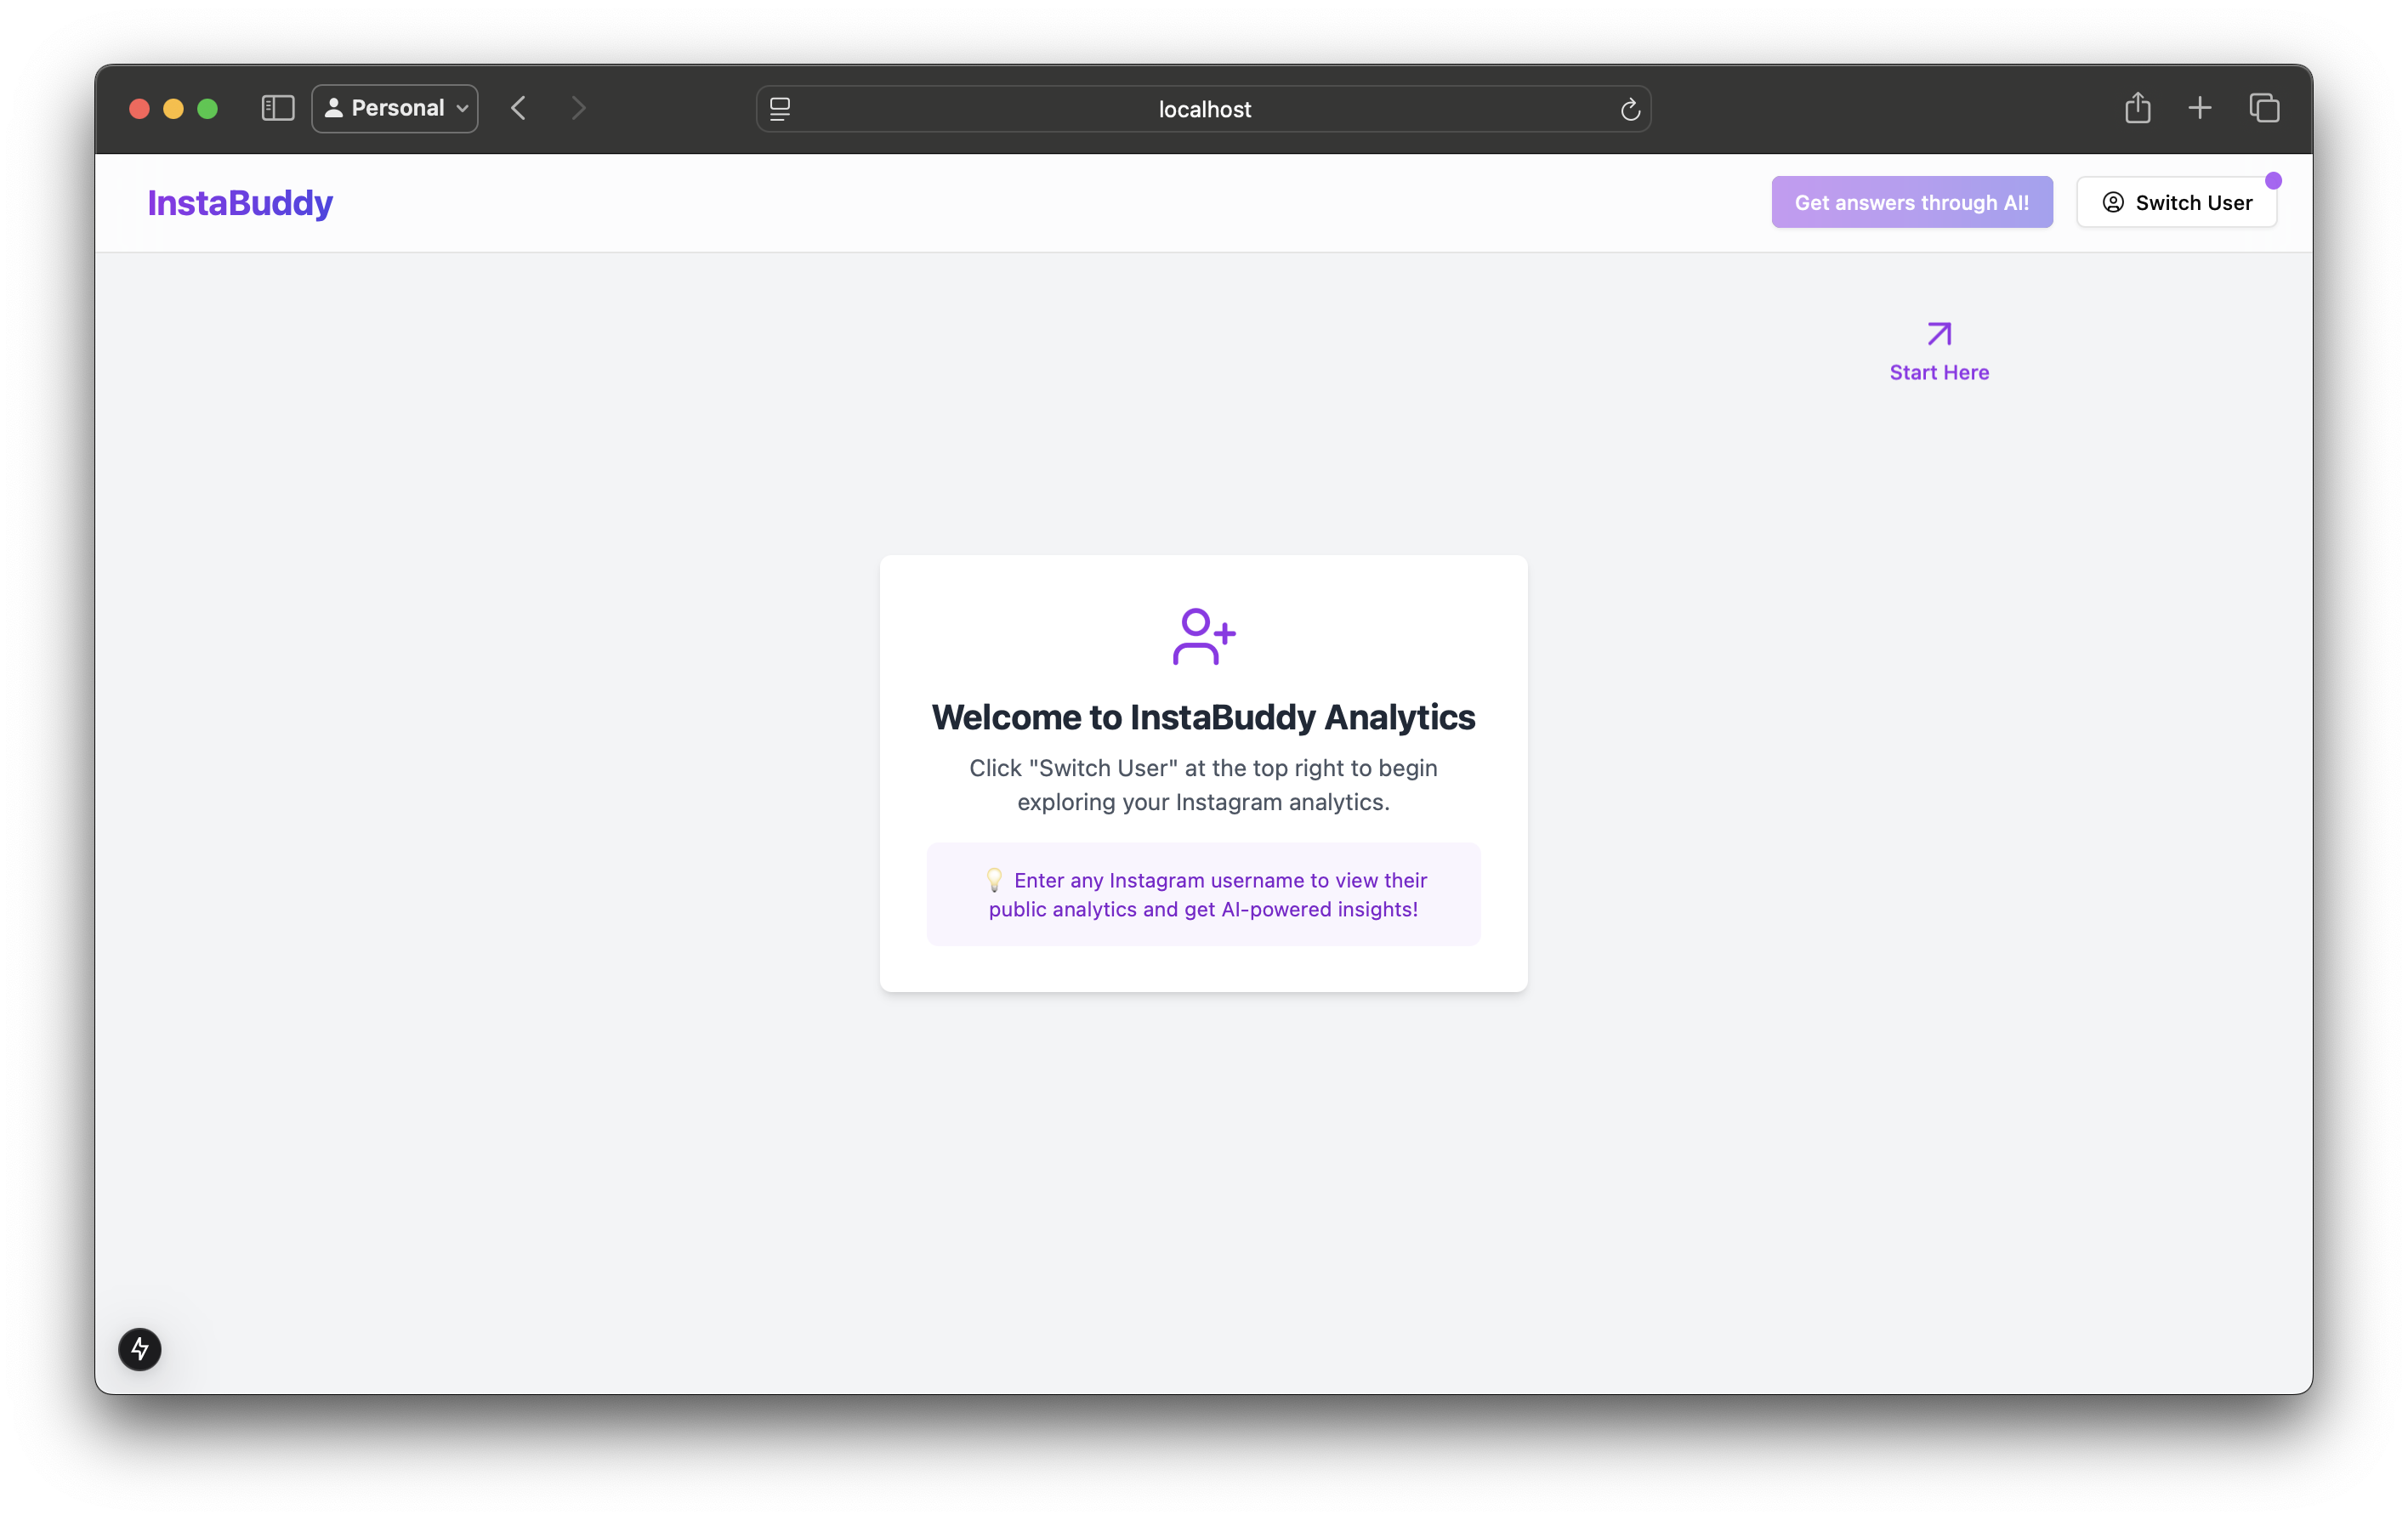 Personal
localhost
InstaBuddy
Get answers through AI!
Switch User
Start Here
Welcome to InstaBuddy Analytics
Click "Switch User" at the top right to begin
exploring your Instagram analytics.
💡 Enter any Instagram username to view their
public analytics and get AI-powered insights!